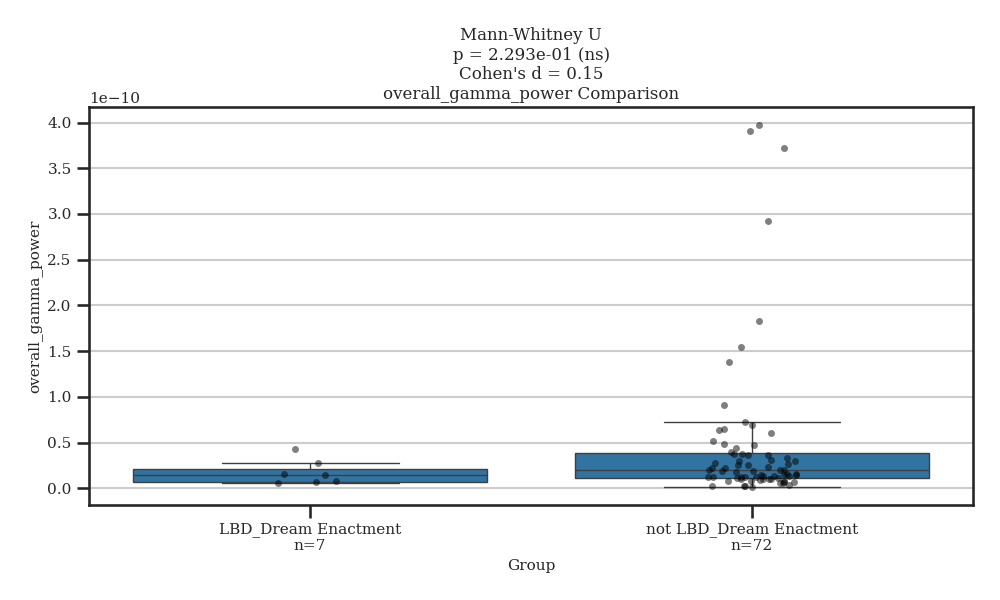 Mann-Whitney U
p = 2.293e-01 (ns)
Cohen's d = 0.15
overall_gamma_power Comparison
1e−10
4.0
3.5
3.0
2.5
2.0
1.5
1.0
0.5
0.0
overall_gamma_power
LBD_Dream Enactment
n=7
not LBD_Dream Enactment
n=72
Group